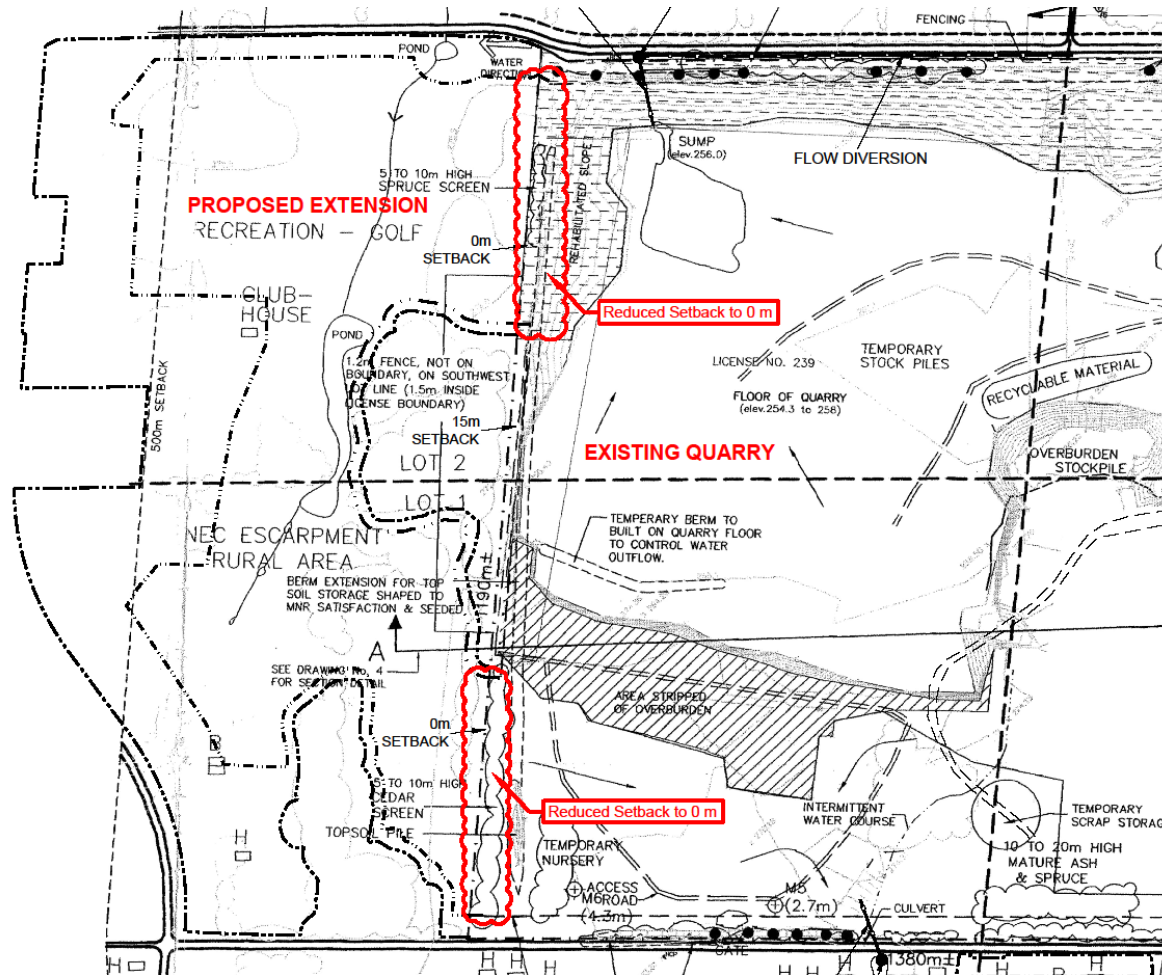 FENCING
POND
WATER
DIRECTION
SUMP
(elev.256.0)
FLOW DIVERSION
5 TO 10m HIGH
SPRUCE SCREEN
REHABILITATED SLOPE
PROPOSED EXTENSION
RECREATION – GOLF
0m
SETBACK
CLUB-
HOUSE
Reduced Setback to 0 m
POND
1.2m FENCE, NOT ON
BOUNDARY, ON SOUTHWEST
LOT LINE (1.5m INSIDE
LICENSE BOUNDARY)
LICENSE NO. 239
TEMPORARY
STOCK PILES
RECYCLABLE MATERIAL
FLOOR OF QUARRY
(elev.254.3 to 258)
500m SETBACK
15m
SETBACK
EXISTING QUARRY
OVERBURDEN
STOCKPILE
LOT 2
LOT 1
NEC ESCARPMENT
RURAL AREA
TEMPERARY BERM TO
BUILT ON QUARRY FLOOR
TO CONTROL WATER
OUTFLOW.
BERM EXTENSION FOR TOP
SOIL STORAGE SHAPED TO
MNR SATISFACTION & SEEDED
1190m±
A
SEE DRAWING No. 4
FOR SECTION DETAIL
AREA STRIPPED
OF OVERBURDEN
0m
SETBACK
B
5 TO 10m HIGH
CEDAR
SCREEN
Reduced Setback to 0 m
TOPSOIL PILE
INTERMITTENT
WATER COURSE
TEMPORARY
SCRAP STORAG
10 TO 20m HIGH
MATURE ASH
& SPRUCE
H
TEMPORARY
NURSERY
ACCESS
ROAD
M6
(4.3m)
M5
(2.7m)
CULVERT
GATE
1380m±
H
H
H
H
H
H
H
H
H